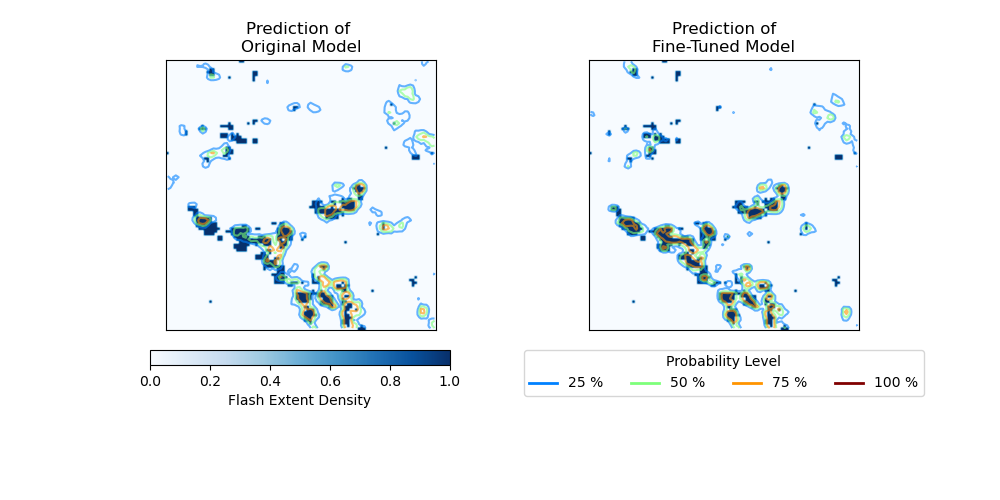 Prediction of
Original Model
Prediction of
Fine-Tuned Model
0.0 0.2 0.4 0.6 0.8 1.0
Flash Extent Density
Probability Level
25 % 50 % 75 % 100 %